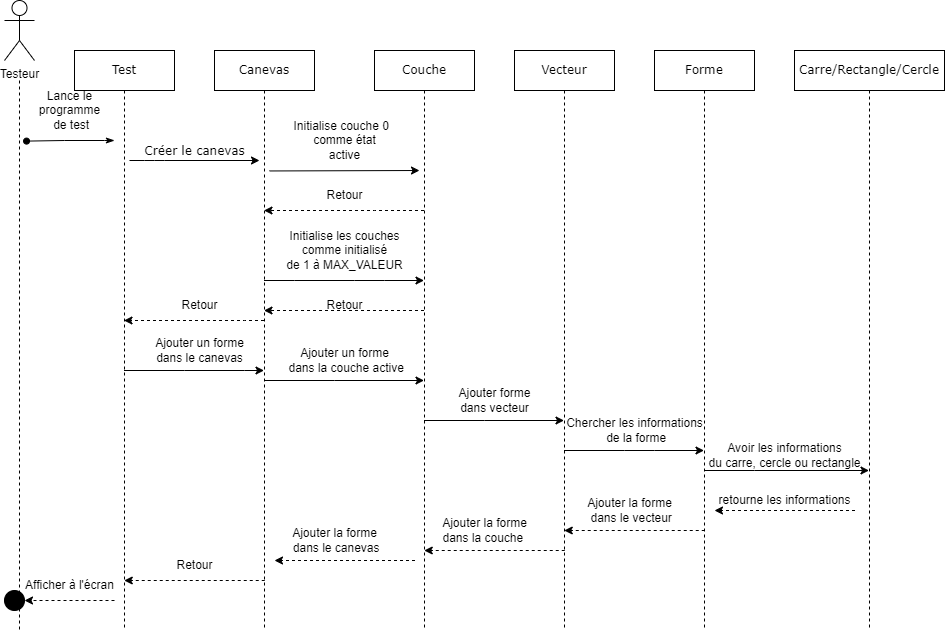 Testeur
Test
Canevas
Couche
Vecteur
Forme
Carre/Rectangle/Cercle
Lance le
programme
de test
Créer le canevas
Initialise couche 0
comme état
active
Retour
Initialise les couches
comme initialisé
de 1 à MAX_VALEUR
Retour
Retour
Ajouter un forme
dans le canevas
Ajouter un forme
dans la couche active
Ajouter forme
dans vecteur
Chercher les informations
de la forme
Avoir les informations
du carre, cercle ou rectangle
retourne les informations
Ajouter la forme
dans le vecteur
Ajouter la forme
dans la couche
Ajouter la forme
dans le canevas
Retour
Afficher à l'écran